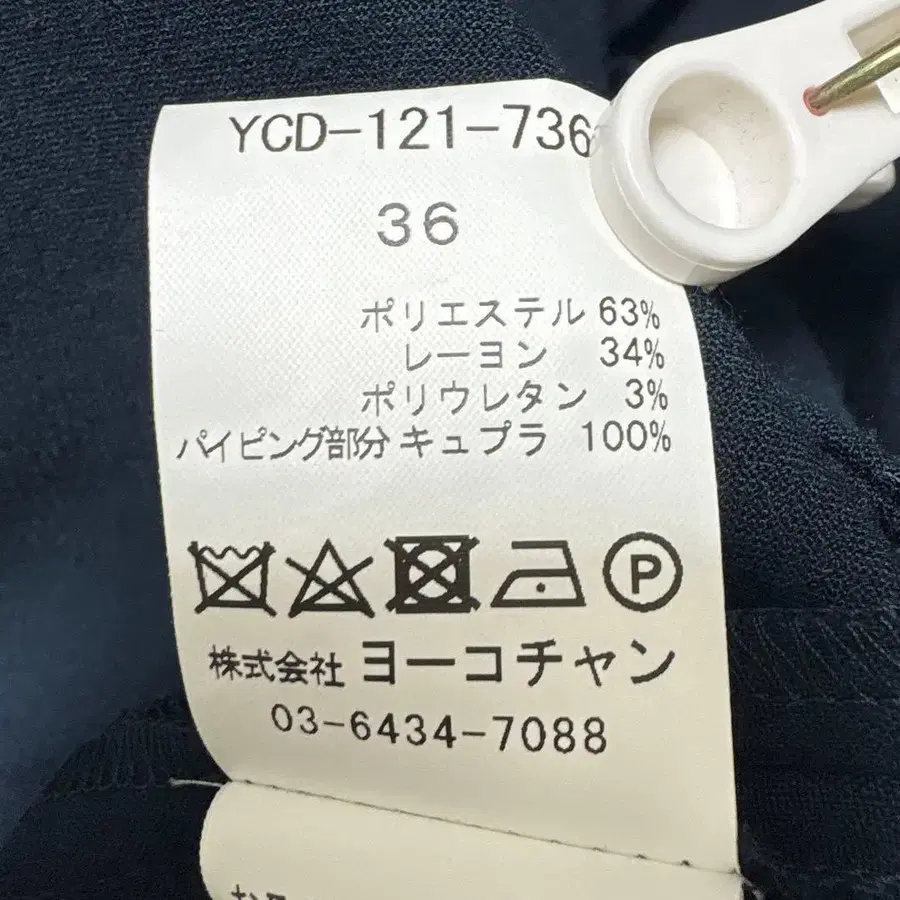 YCD-121-736
36
ポリエステル 63%
レーヨン 34%
ポリウレタン 3%
パイピング部分 キュプラ 100%
P
株式会社 ヨーコチャン
03-6434-7088